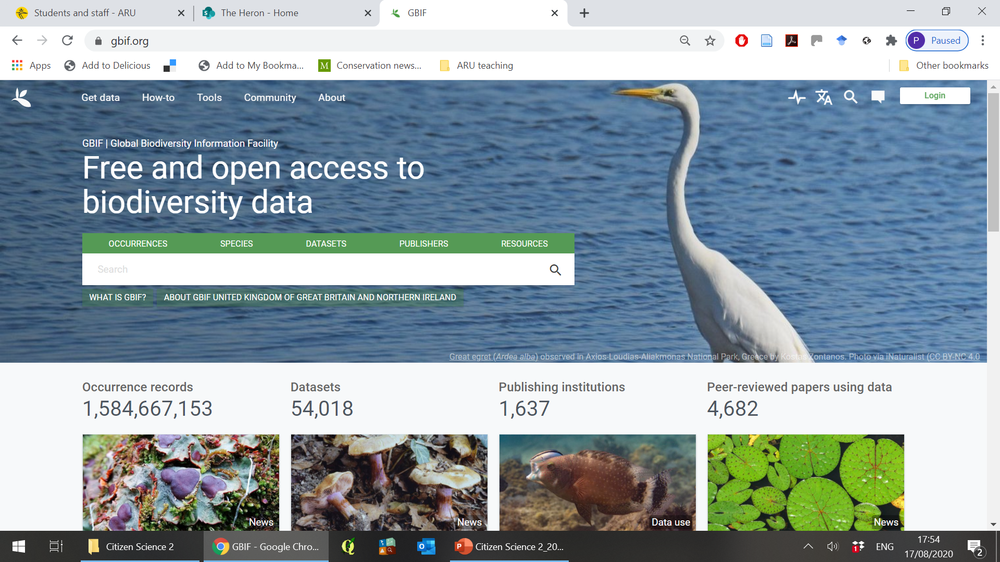 Students and staff - ARU
The Heron - Home
GBIF
gbif.org
P Paused
Apps
Add to Delicious
Add to My Bookma...
M Conservation news...
ARU teaching
Other bookmarks
Get data How-to Tools Community About
Login
GBIF | Global Biodiversity Information Facility
Free and open access to
biodiversity data
OCCURRENCES SPECIES DATASETS PUBLISHERS RESOURCES
Search
WHAT IS GBIF? ABOUT GBIF UNITED KINGDOM OF GREAT BRITAIN AND NORTHERN IRELAND
Great egret (Ardea alba) observed in Axios-Loudias-Aliakmonas National Park, Greece by Kostas Zontanos. Photo via iNaturalist (CC BY-NC 4.0
Occurrence records
1,584,667,153
Datasets
54,018
Publishing institutions
1,637
Peer-reviewed papers using data
4,682
News
News
Data use
News
Citizen Science 2
GBIF - Google Chro...
Citizen Science 2_20...
1
ENG
17:54
17/08/2020
2